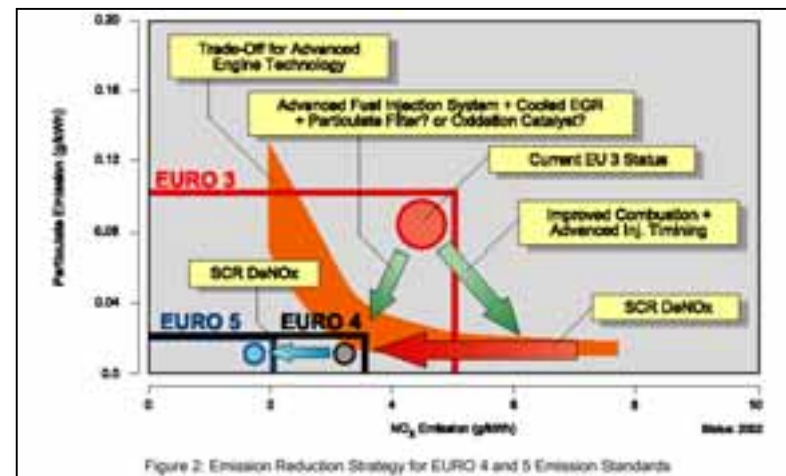 0.20
Trade-Off for Advanced
Engine Technology
0.16
Advanced Fuel Injection System + Cooled EGR
+ Particulate Filter? or Oxidation Catalyst?
Particulate Emission (g/kWh)
0.12
Current EU 3 Status
EURO 3
Improved Combustion +
Advanced Inj. Timining
0.08
SCR DeNOx
SCR DeNOx
0.04
EURO 5
EURO 4
0.0
0
2
4
6
8
10
NOx Emission (g/kWh)
Status: 2002
Figure 2: Emission Reduction Strategy for EURO 4 and 5 Emission Standards